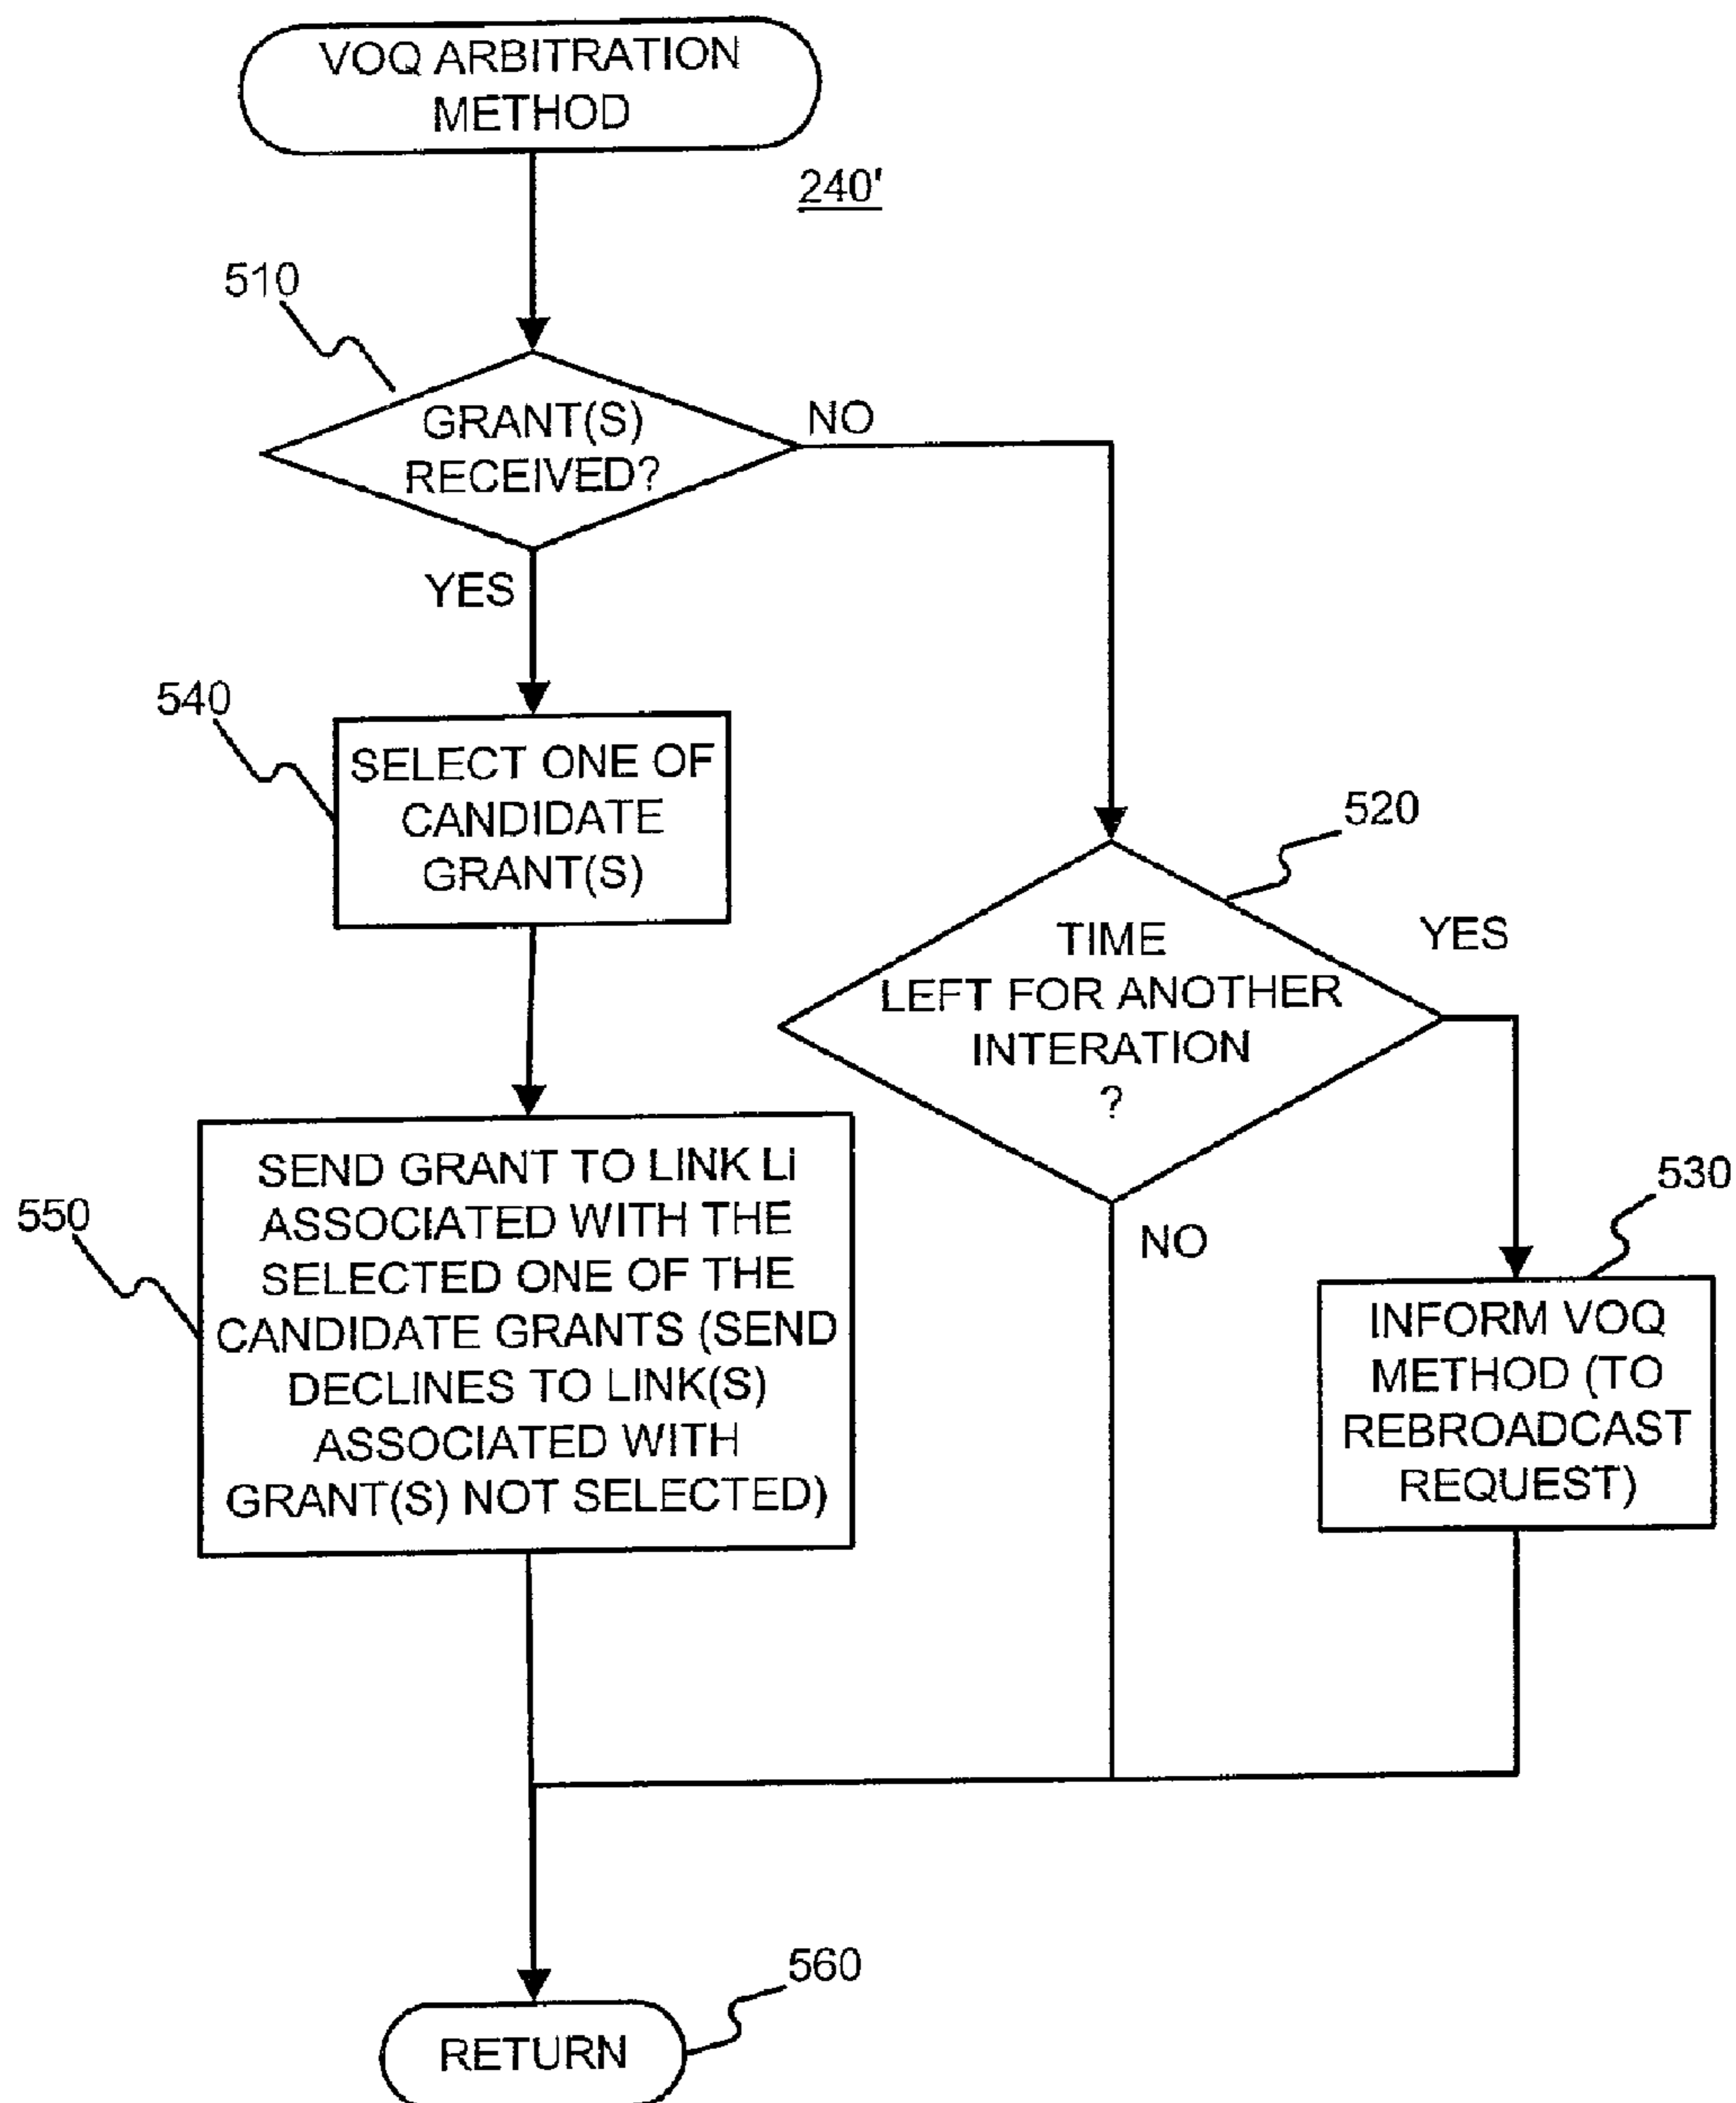 VOQ ARBITRATION
METHOD
240'
510
GRANT(S)
RECEIVED?
NO
YES
540
SELECT ONE OF
CANDIDATE
GRANT(S)
520
TIME
LEFT FOR ANOTHER
INTERATION
?
YES
NO
550
SEND GRANT TO LINK Li
ASSOCIATED WITH THE
SELECTED ONE OF THE
CANDIDATE GRANTS (SEND
DECLINES TO LINK(S)
ASSOCIATED WITH
GRANT(S) NOT SELECTED)
530
INFORM VOQ
METHOD (TO
REBROADCAST
REQUEST)
560
RETURN